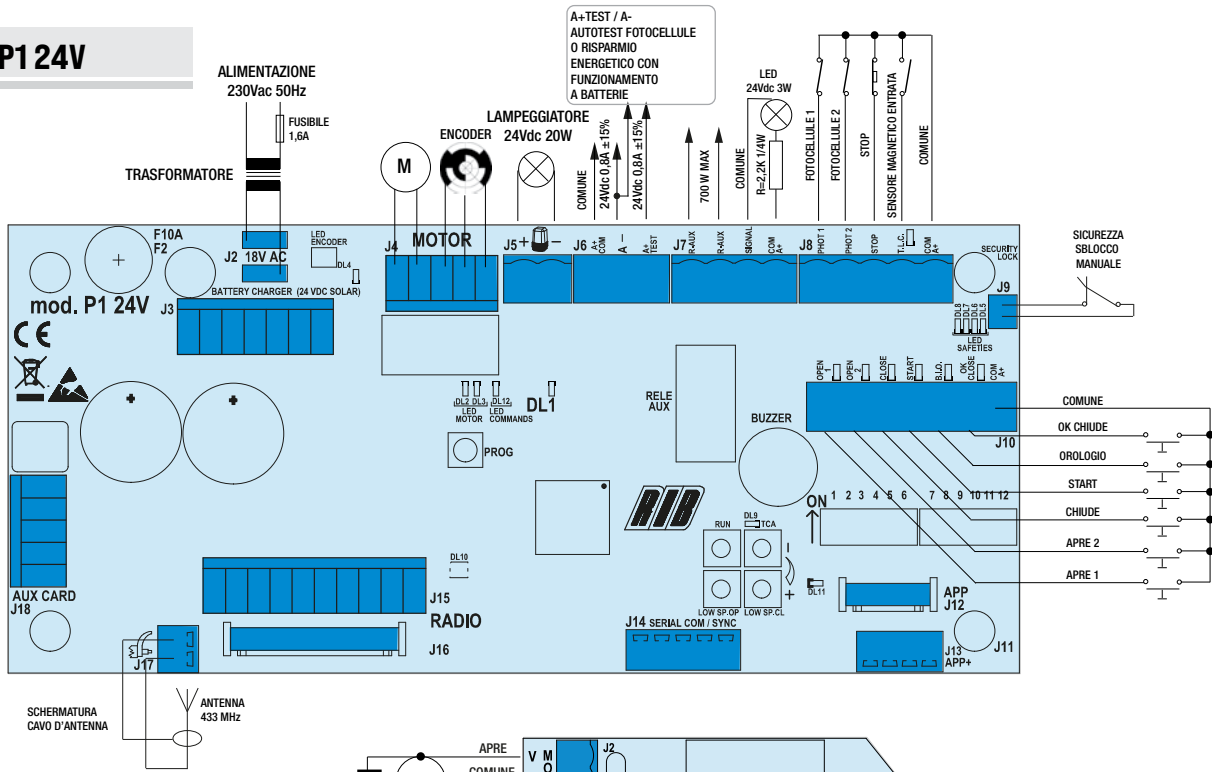 P1 24V
ALIMENTAZIONE
230Vac 50Hz
FUSIBILE
1,6A
TRASFORMATORE
M
ENCODER
LAMPEGGIATORE
24Vdc 20W
A+TEST / A-
AUTOTEST FOTOCELLULE
O RISPARMIO
ENERGETICO CON
FUNZIONAMENTO
A BATTERIE
COMUNE
24Vdc 0,8A ±15%
24Vdc 0,8A ±15%
700 W MAX
COMUNE
R=2,2K 1/4W
LED
24Vdc 3W
FOTOCELLULE 1
FOTOCELLULE 2
STOP
SENSORE MAGNETICO ENTRATA
COMUNE
F10A
F2
J2 18V AC
LED
ENCODER
DL4
J4
MOTOR
J5
+
-
J6
A+
COM
A -
A+
TEST
J7
R-AUX
R-AUX
SIGNAL
COM
A+
J8
PHOT 1
PHOT 2
STOP
T.L.C.
COM
A+
SECURITY
LOCK
J9
SICUREZZA
SBLOCCO
MANUALE
mod. P1 24V
BATTERY CHARGER (24 VDC SOLAR)
J3
CE
DL8
DL7
DL6
DL5
LED
SAFETIES
OPEN
1
OPEN
2
CLOSE
START
B.I.O.
OK
CLOSE
COM
A+
J10
COMUNE
OK CHIUDE
OROLOGIO
START
CHIUDE
APRE 2
APRE 1
DL2 DL3
LED
MOTOR
DL12
LED
COMMANDS
DL1
RELE
AUX
BUZZER
PROG
RIB
ON
1 2 3 4 5 6 7 8 9 10 11 12
RUN
DL9
TCA
-
+
LOW SP.OP
LOW SP.CL
DL11
DL10
APP
J12
J11
J13
APP+
J14 SERIAL COM / SYNC
J15
RADIO
J16
AUX CARD
J18
J17
SCHERMATURA
CAVO D'ANTENNA
ANTENNA
433 MHz
APRE
COMUNE
V
M
O
J2